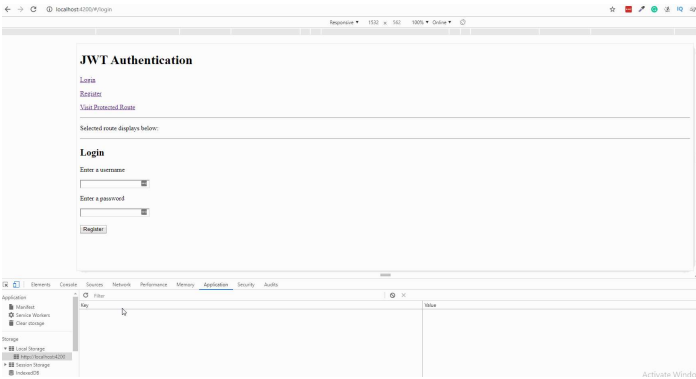 localhost:4200/#/login
IQ
Responsive ▼ 1532 x 562 100% ▼ Online ▼
JWT Authentication
Login
Register
Visit Protected Route
Selected route displays below:
Login
Enter a username
Enter a password
Register
Elements Console Sources Network Performance Memory Application Security Audits
Application
Manifest
Service Workers
Clear storage
Storage
Local Storage
http://localhost:4200
Session Storage
IndexedDB
Filter
Key Value
Activate Windo